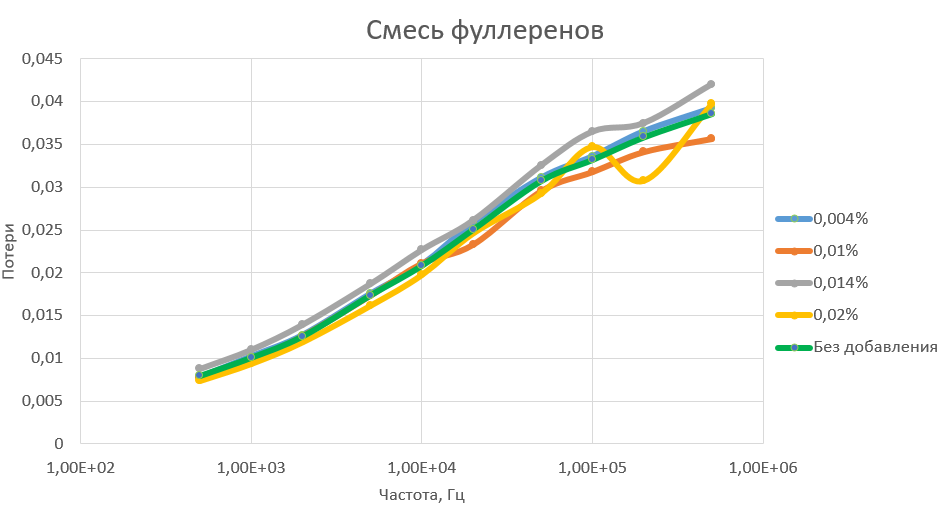 Смесь фуллеренов
0,045
0,04
0,035
0,03
0,025
0,02
0,015
0,01
0,005
0
Потери
1,00E+02
1,00E+03
1,00E+04
1,00E+05
1,00E+06
Частота, Гц
0,004%
0,01%
0,014%
0,02%
Без добавления